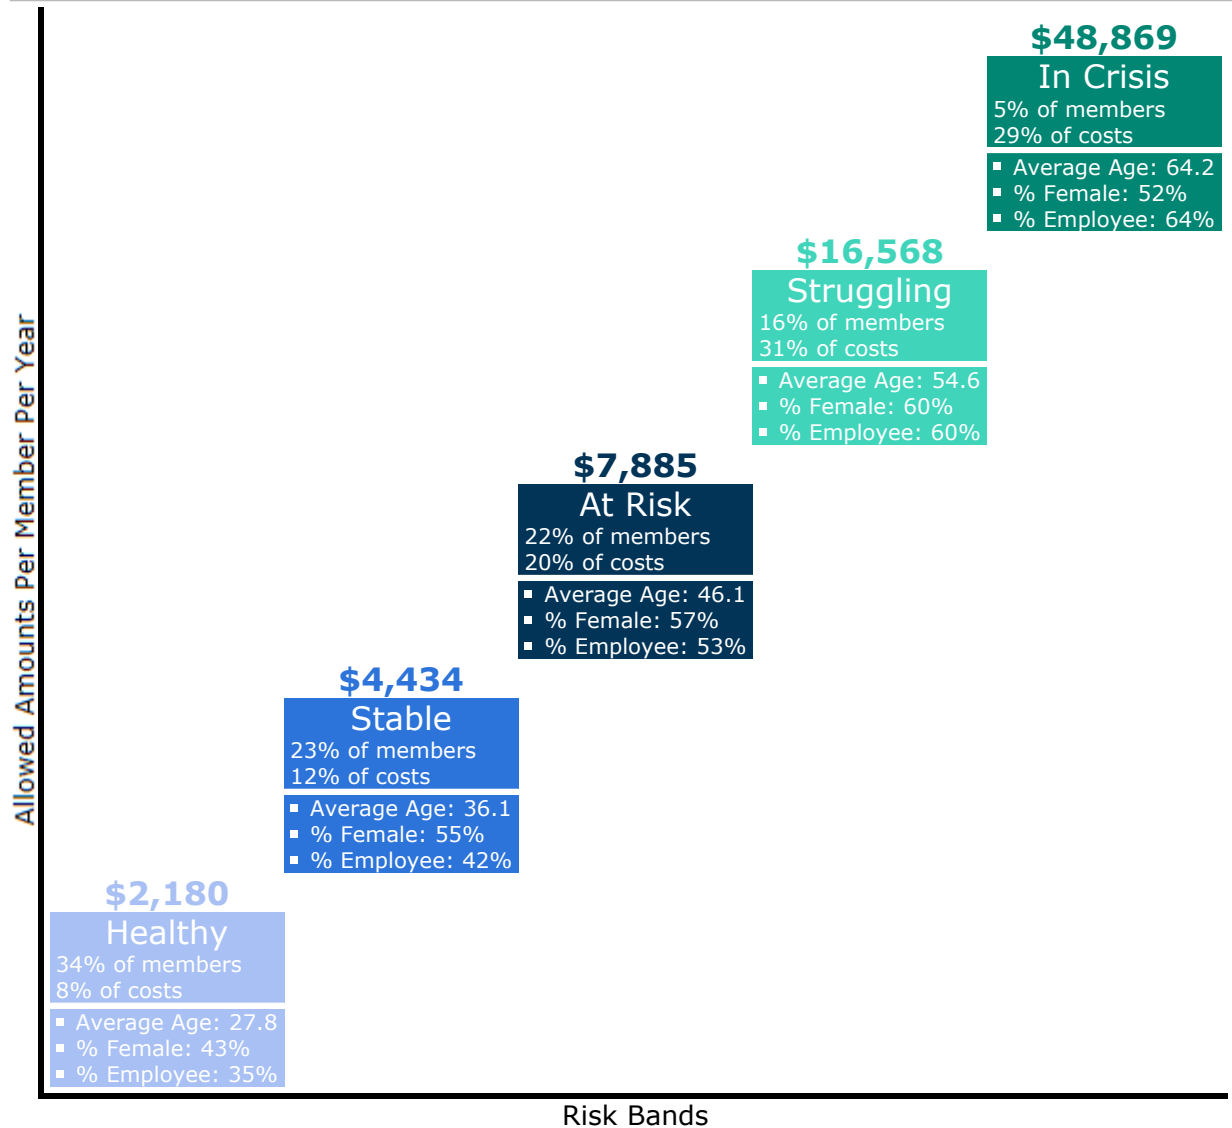 $48,869
In Crisis
5% of members
29% of costs
▪ Average Age: 64.2
▪ % Female: 52%
▪ % Employee: 64%
$16,568
Struggling
16% of members
31% of costs
▪ Average Age: 54.6
▪ % Female: 60%
▪ % Employee: 60%
$7,885
At Risk
22% of members
20% of costs
▪ Average Age: 46.1
▪ % Female: 57%
▪ % Employee: 53%
$4,434
Stable
23% of members
12% of costs
▪ Average Age: 36.1
▪ % Female: 55%
▪ % Employee: 42%
$2,180
Healthy
34% of members
8% of costs
▪ Average Age: 27.8
▪ % Female: 43%
▪ % Employee: 35%
Allowed Amounts Per Member Per Year
Risk Bands